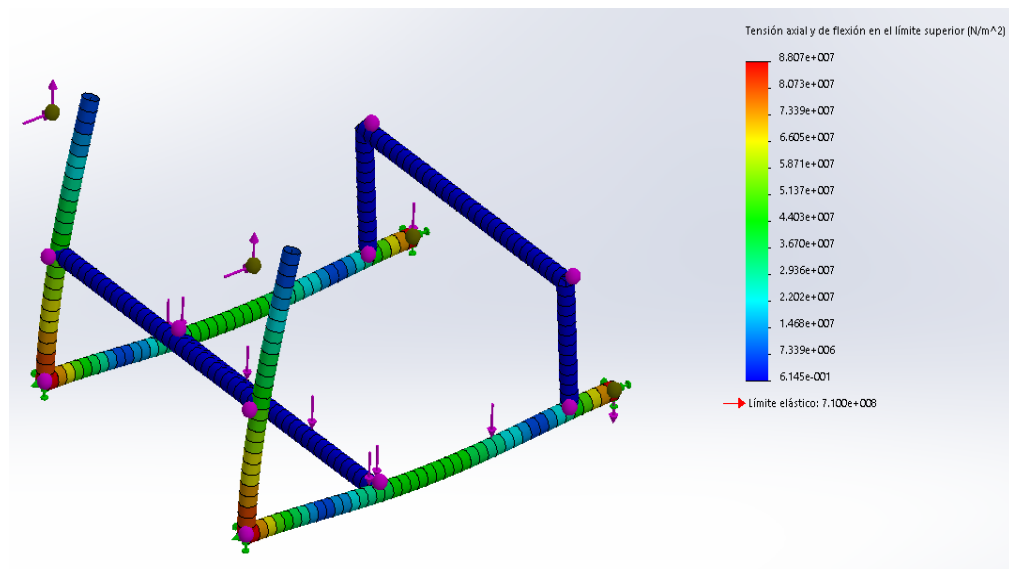 Tensión axial y de flexión en el límite superior (N/m^2)
8.807e+007
8.073e+007
7.339e+007
6.605e+007
5.871e+007
5.137e+007
4.403e+007
3.670e+007
2.936e+007
2.202e+007
1.468e+007
7.339e+006
6.145e-001
Límite elástico: 7.100e+008